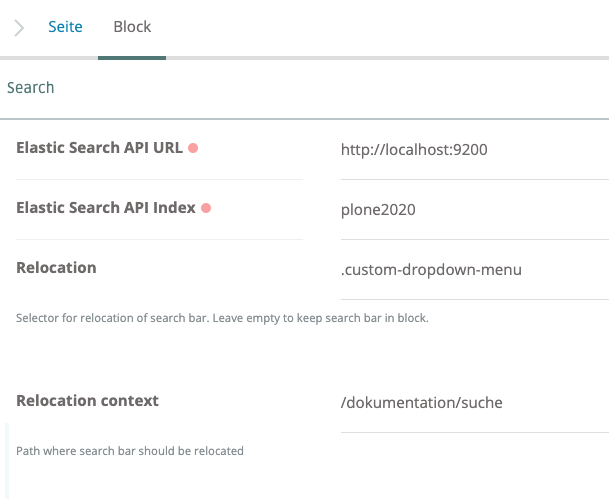 Seite Block
Search
Elastic Search API URL http://localhost:9200
Elastic Search API Index plone2020
Relocation .custom-dropdown-menu
Selector for relocation of search bar. Leave empty to keep search bar in block.
Relocation context /dokumentation/suche
Path where search bar should be relocated